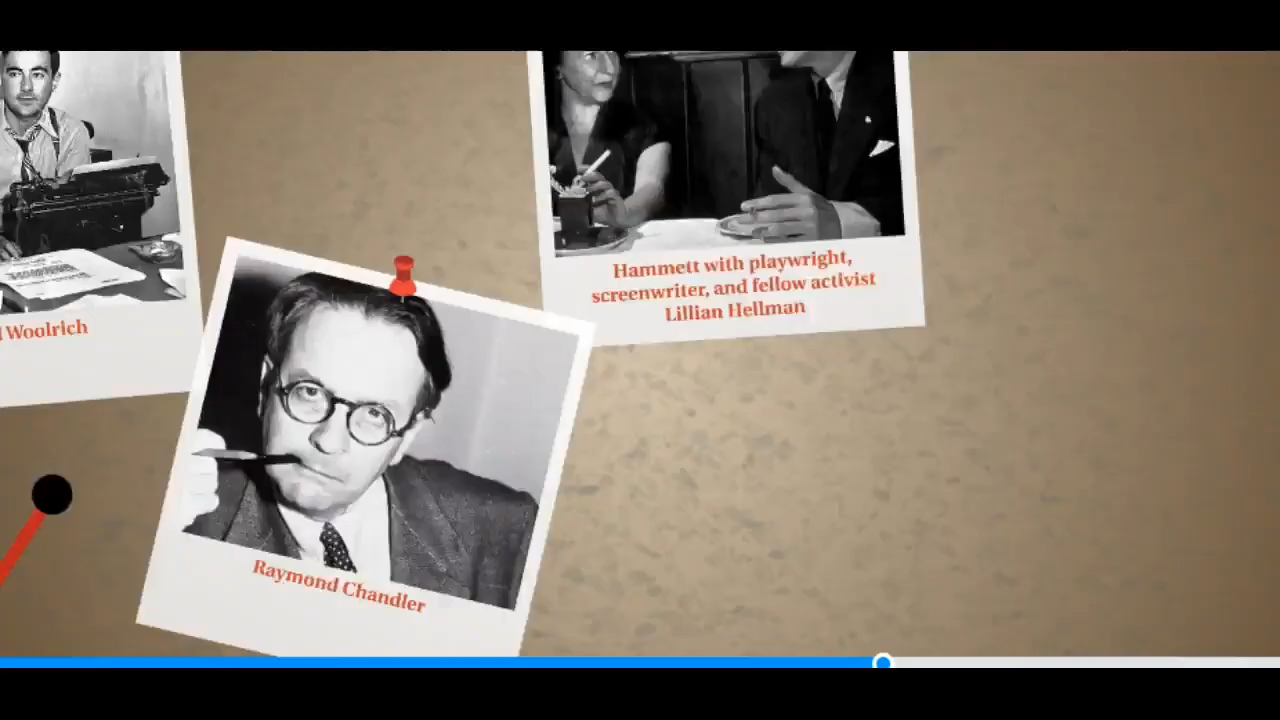 Hammett with playwright,
screenwriter, and fellow activist
Lillian Hellman
Woolrich
Raymond Chandler